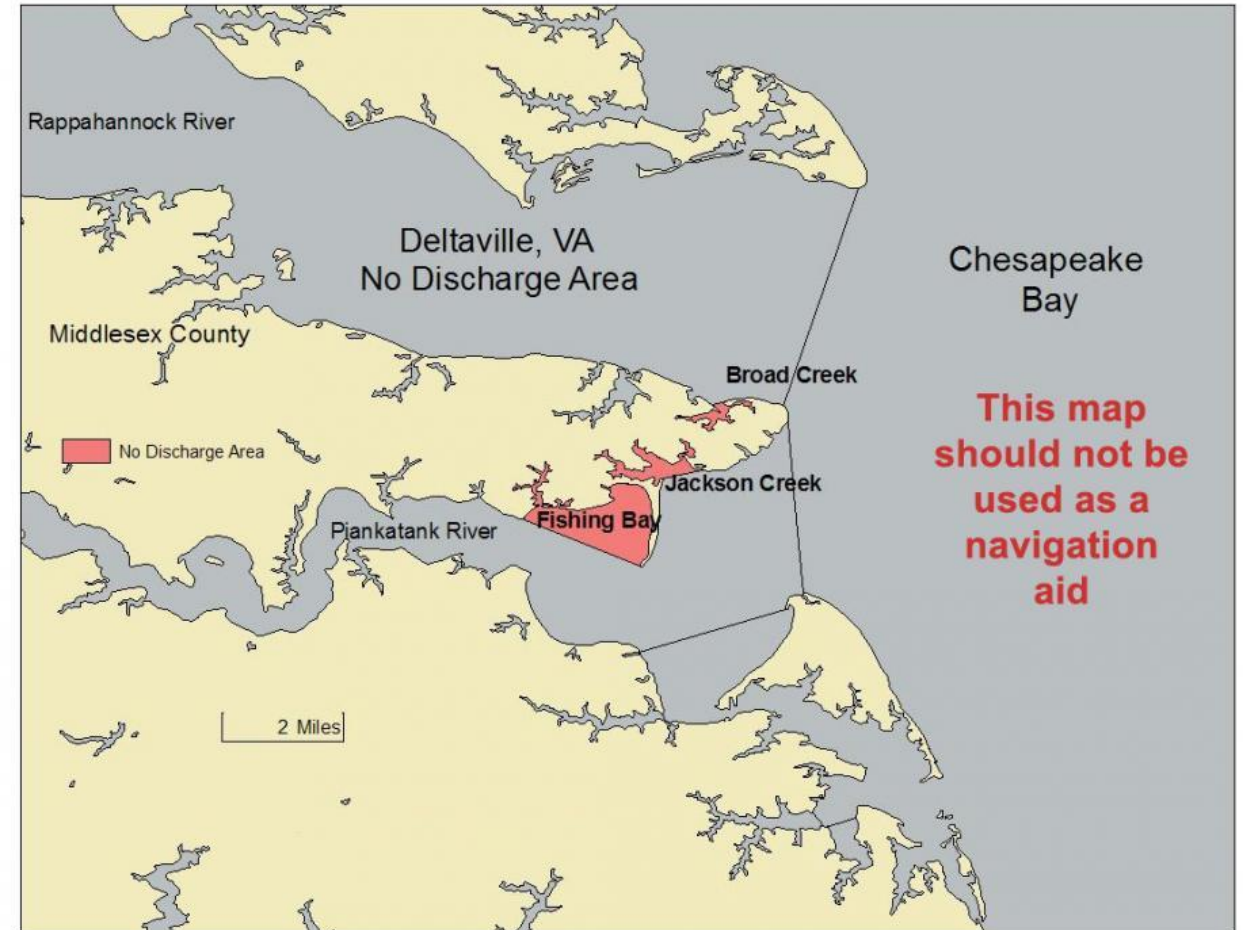 Rappahannock River
Deltaville, VA
No Discharge Area
Chesapeake
Bay
Middlesex County
Broad Creek
This map
should not be
used as a
navigation
aid
No Discharge Area
Jackson Creek
Fishing Bay
Piankatank River
2 Miles